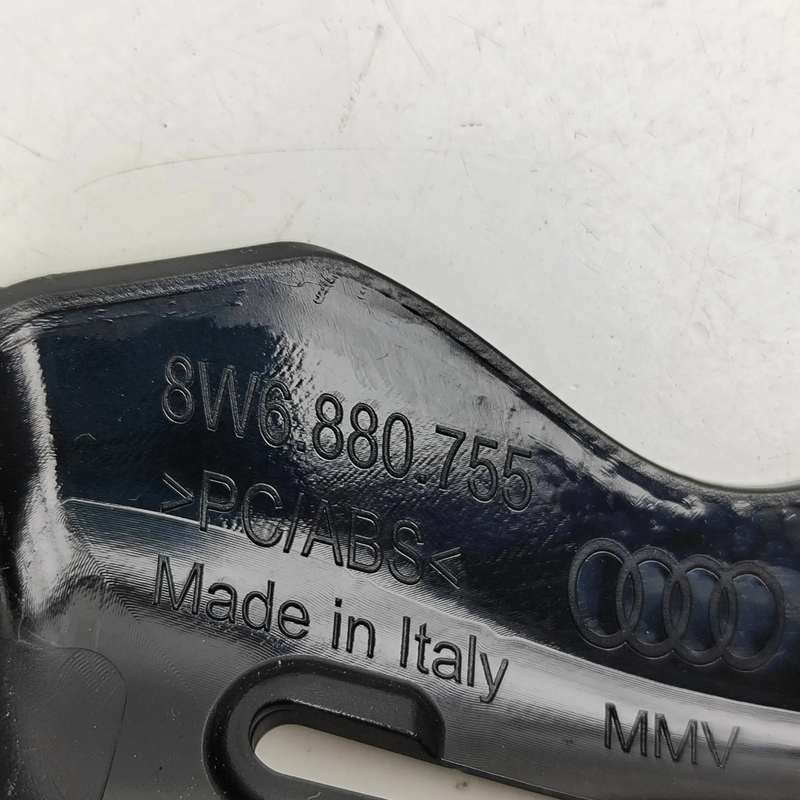 8W6.880.755
>PC/ABS<
Made in Italy
MMV